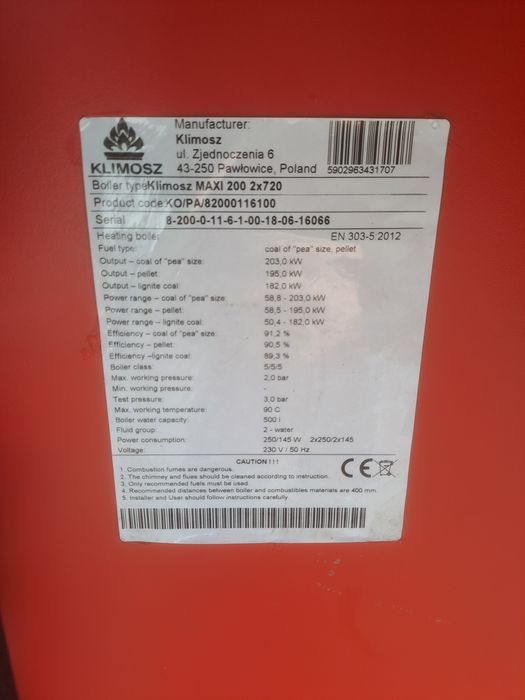 KLIMOSZ
Manufacturer:
Klimosz
ul. Zjednoczenia 6
43-250 Pawłowice, Poland
5902963431707
Boiler type Klimosz MAXI 200 2x720
Product code KO/PA/82000116100
Serial 8-200-0-11-6-1-00-18-06-16066
Heating boiler EN 303-5:2012
Fuel type: coal of "pea" size, pellet
Output – coal of "pea" size: 203,0 kW
Output – pellet: 195,0 kW
Output – lignite coal: 182,0 kW
Power range – coal of "pea" size: 58,8 - 203,0 kW
Power range – pellet: 58,5 - 195,0 kW
Power range – lignite coal: 50,4 - 182,0 kW
Efficiency – coal of "pea" size: 91,2 %
Efficiency – pellet: 90,5 %
Efficiency –lignite coal: 89,3 %
Boiler class: 5/5/5
Max. working pressure: 2,0 bar
Min. working pressure: -
Test pressure: 3,0 bar
Max. working temperature: 90 C
Boiler water capacity: 500 l
Fluid group: 2 - water
Power consumption: 250/145 W 2x250/2x145
Voltage: 230 V / 50 Hz
CAUTION !!!
1. Combustion fumes are dangerous.
2. The chimney and flues should be cleaned according to instruction.
3. Only recommended fuels must be used.
4. Recommended distances between boiler and combustibles materials are 400 mm.
5. Installer and User should follow instructions carefully.
CE